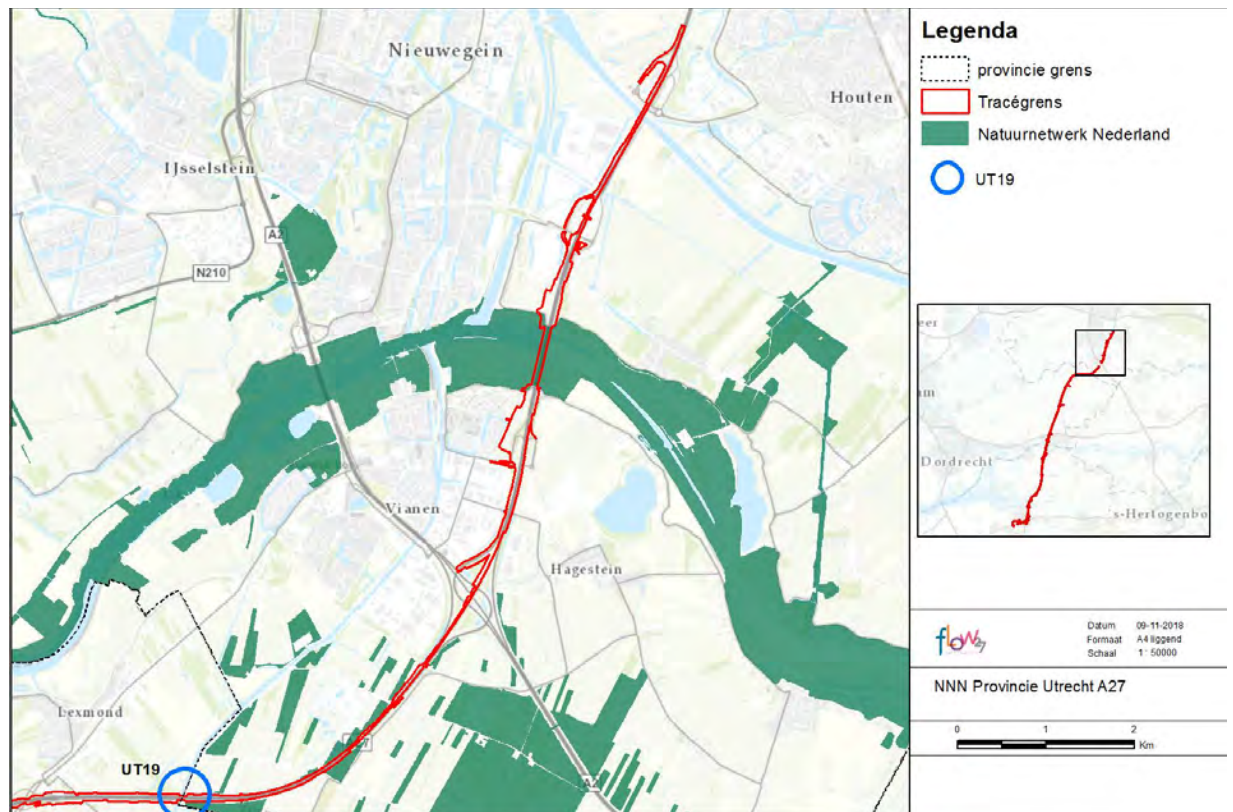 Nieuwegein
Houten
IJsselstein
A2
N210
Vianen
Hagestein
Lexmond
UT19
A2
Legenda
provincie grens
Tracégrens
Natuurnetwerk Nederland
UT19
Dordrecht
's-Hertogenbo
flow27
Datum 09-11-2018
Formaat A4 liggend
Schaal 1: 50000
NNN Provincie Utrecht A27
0 1 2
Km